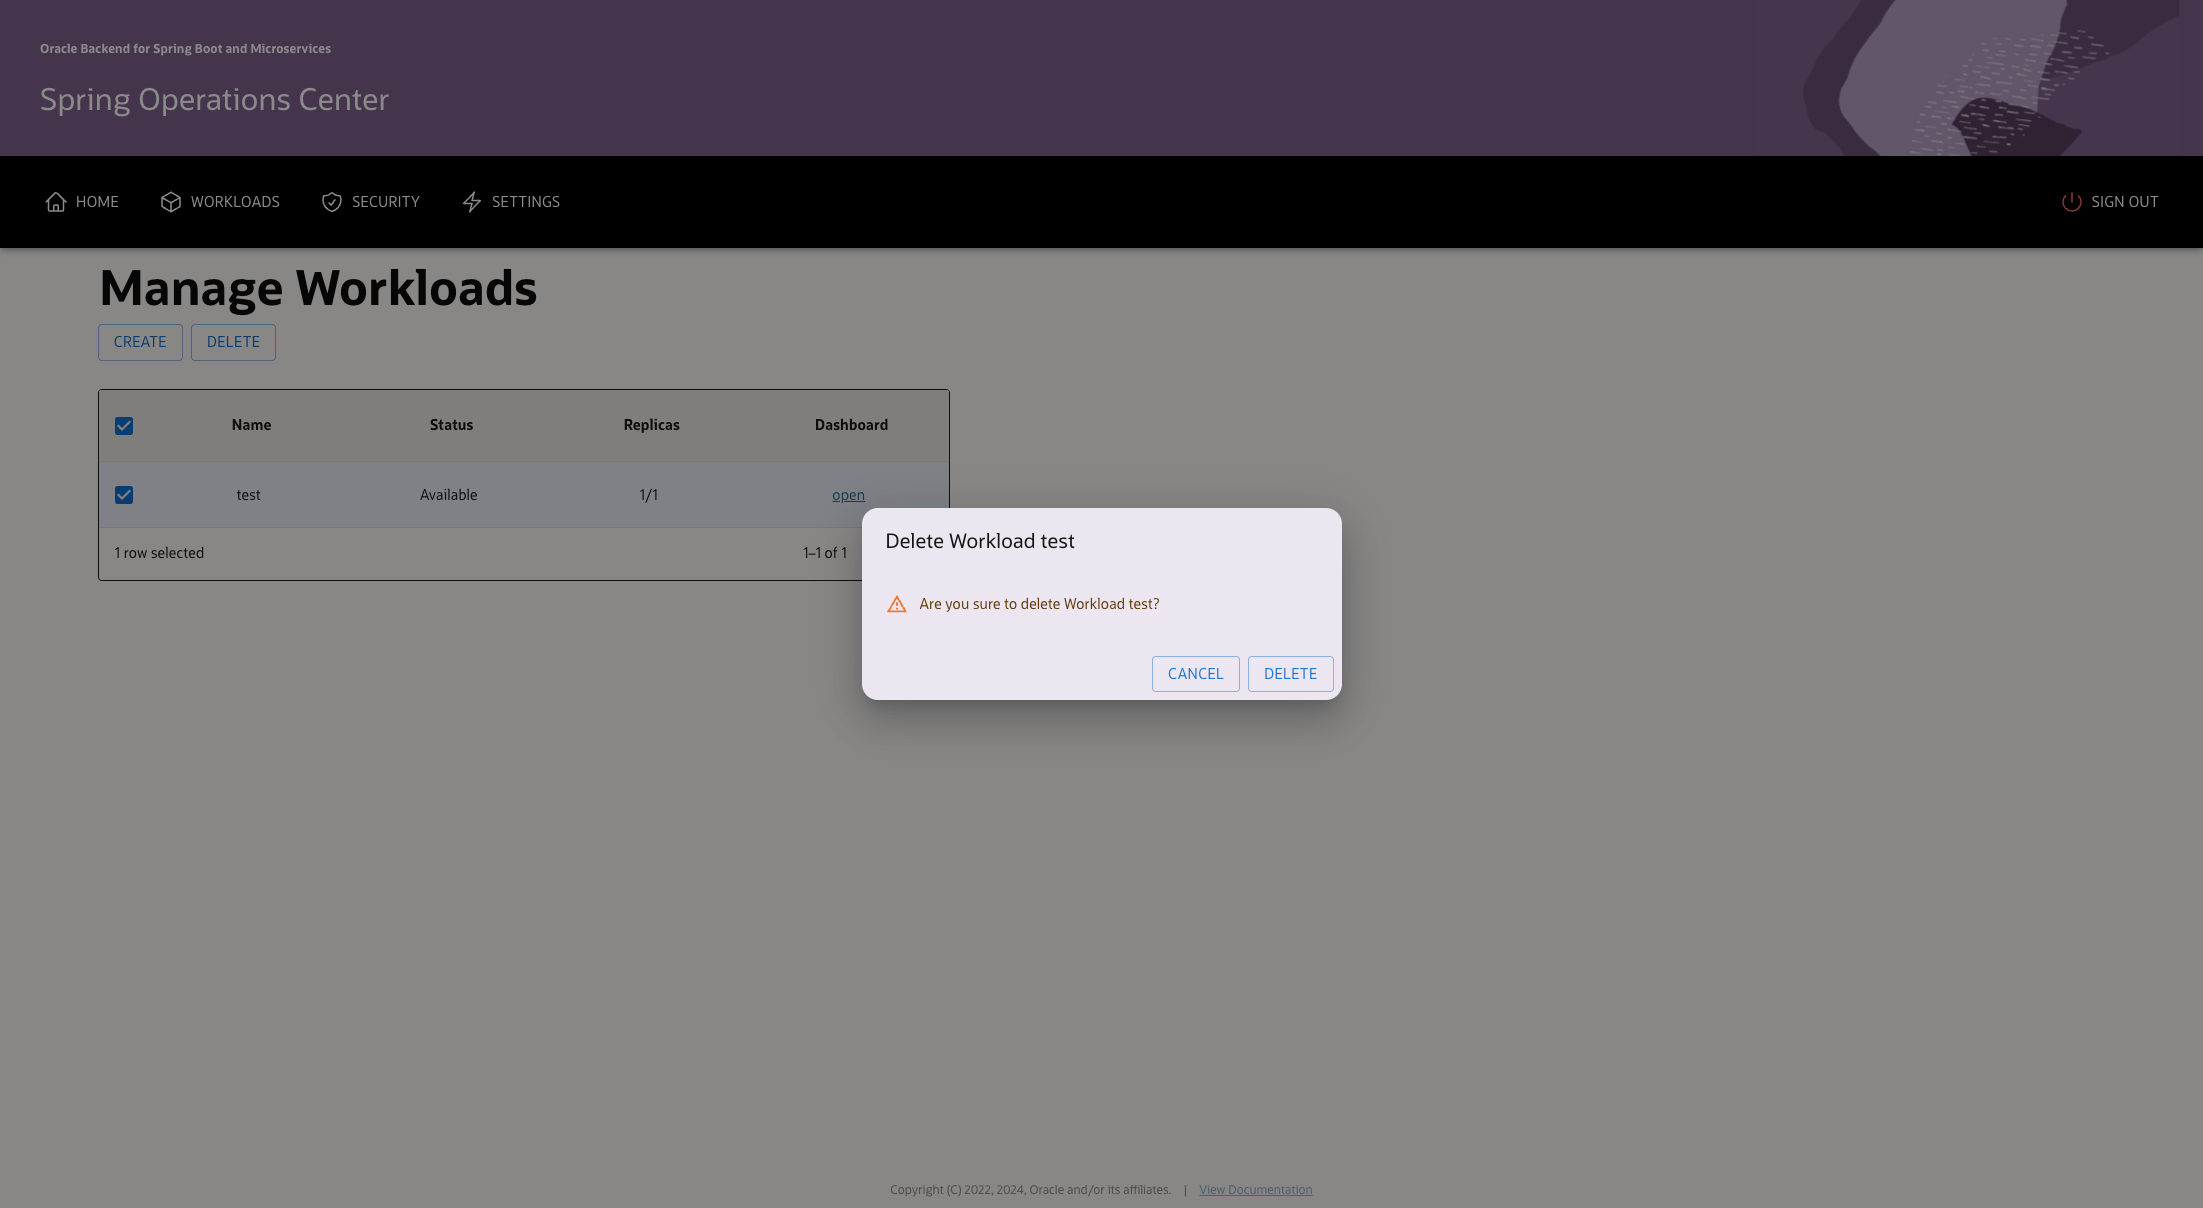 Oracle Backend for Spring Boot and Microservices
Spring Operations Center
HOME WORKLOADS SECURITY SETTINGS SIGN OUT
Manage Workloads
CREATE DELETE
Name Status Replicas Dashboard
test Available 1/1 open
1 row selected 1–1 of 1
Delete Workload test
Are you sure to delete Workload test?
CANCEL DELETE
Copyright (C) 2022, 2024, Oracle and/or its affiliates. | View Documentation